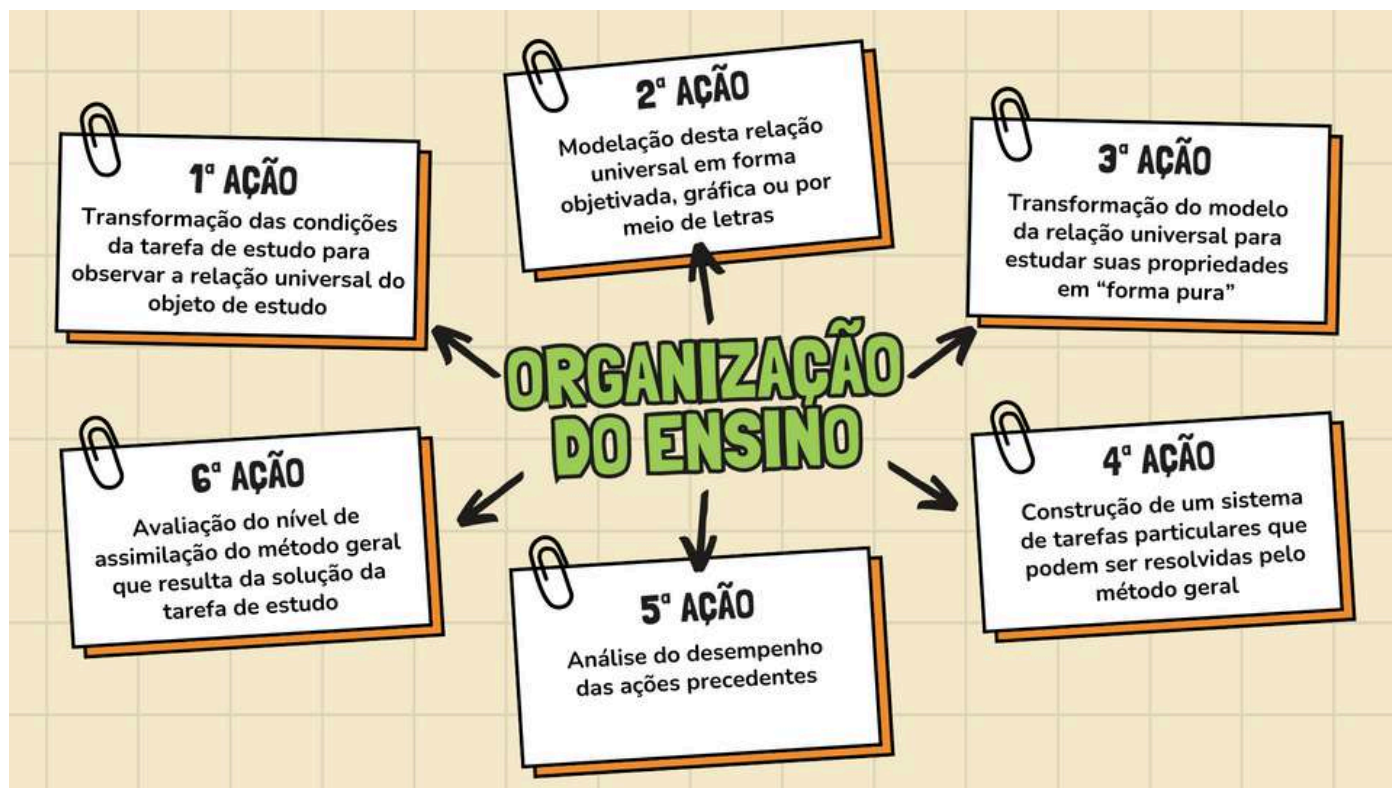 1ª AÇÃO
Transformação das condições
da tarefa de estudo para
observar a relação universal do
objeto de estudo
2ª AÇÃO
Modelação desta relação
universal em forma
objetivada, gráfica ou por
meio de letras
3ª AÇÃO
Transformação do modelo
da relação universal para
estudar suas propriedades
em “forma pura”
ORGANIZAÇÃO
DO ENSINO
4ª AÇÃO
Construção de um sistema
de tarefas particulares que
podem ser resolvidas pelo
método geral
5ª AÇÃO
Análise do desempenho
das ações precedentes
6ª AÇÃO
Avaliação do nível de
assimilação do método geral
que resulta da solução da
tarefa de estudo